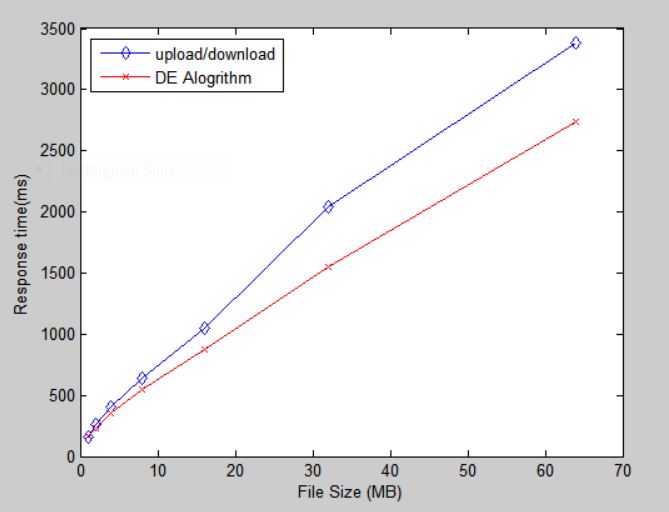 3500
3000
2500
2000
1500
1000
500
0
upload/download
DE Alogrithm
Rectangular Snip
Response time(ms)
0 10 20 30 40 50 60 70
File Size (MB)